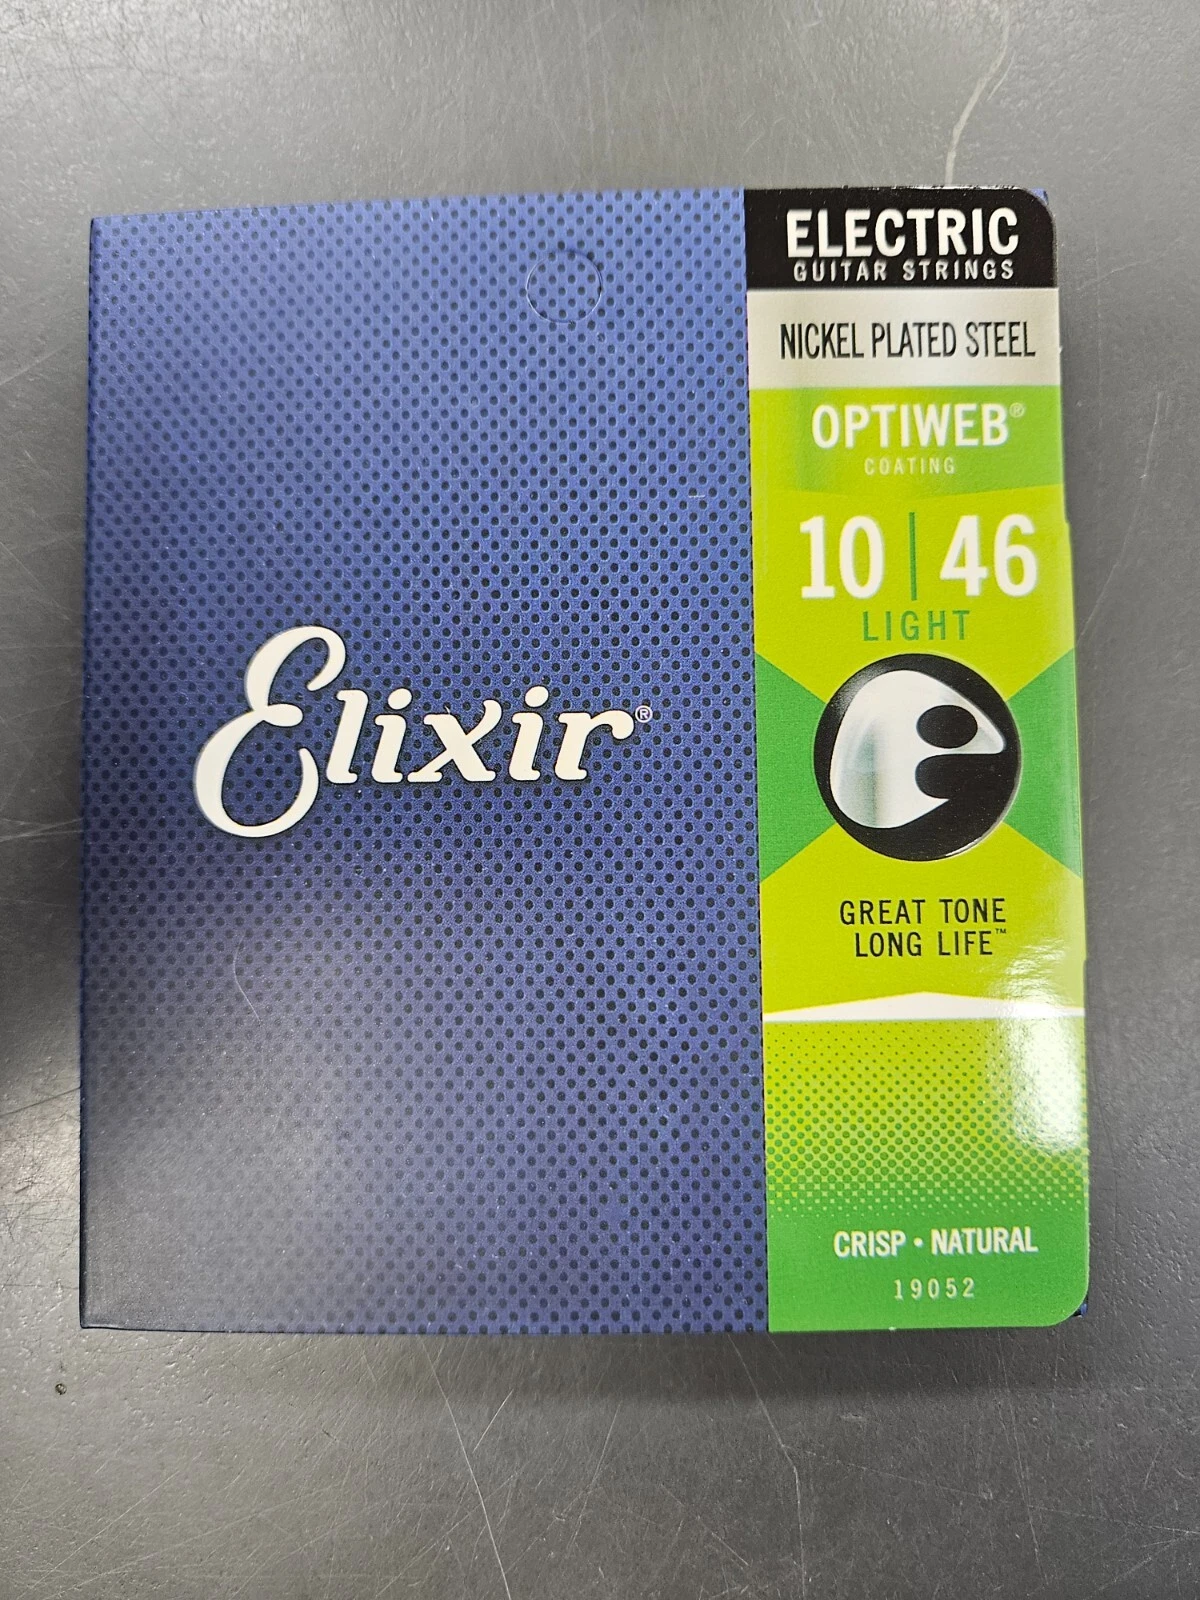 ELECTRIC
GUITAR STRINGS
NICKEL PLATED STEEL
OPTIWEB®
COATING
10 | 46
LIGHT
Elixir®
GREAT TONE
LONG LIFE™
CRISP • NATURAL
19052